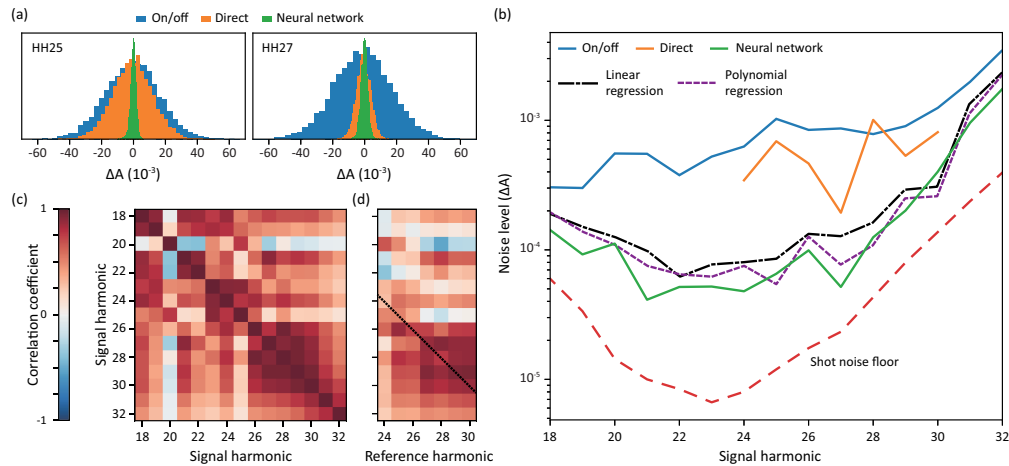 (a)
On/off Direct Neural network
HH25
HH27
-60 -40 -20 0 20 40 60
-60 -40 -20 0 20 40 60
ΔA (10⁻³)
ΔA (10⁻³)
(b)
On/off Direct Neural network
Linear
regression
Polynomial
regression
Noise level (ΔA)
10⁻³
10⁻⁴
10⁻⁵
Shot noise floor
18 20 22 24 26 28 30 32
Signal harmonic
(c)
1
0
-1
Correlation coefficient
Signal harmonic
18
20
22
24
26
28
30
32
18 20 22 24 26 28 30 32
Signal harmonic
(d)
24 26 28 30
Reference harmonic